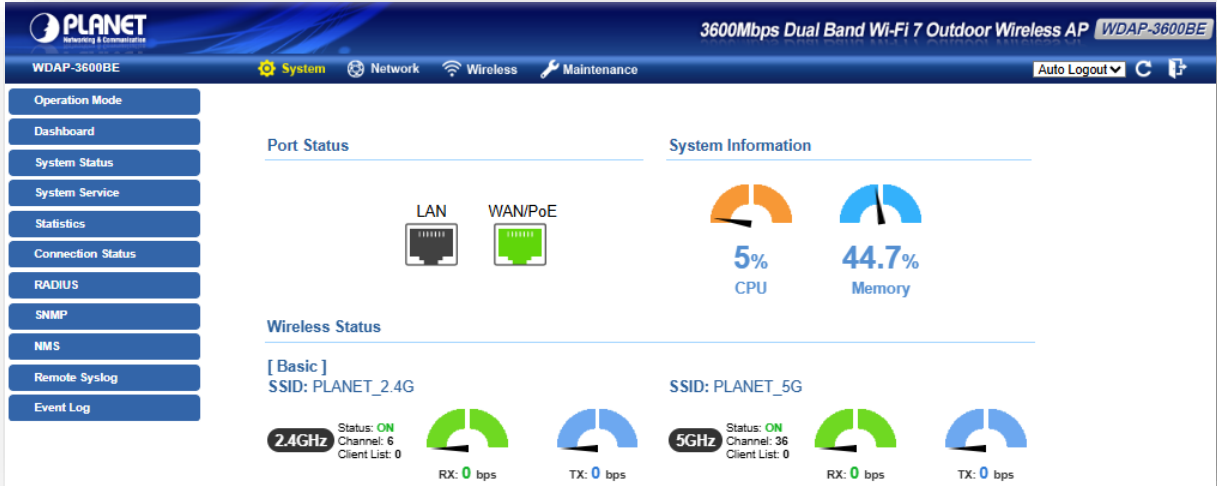 PLANET
Networking & Communication
3600Mbps Dual Band Wi-Fi 7 Outdoor Wireless AP WDAP-3600BE
WDAP-3600BE
System
Network
Wireless
Maintenance
Auto Logout
Operation Mode
Dashboard
System Status
System Service
Statistics
Connection Status
RADIUS
SNMP
NMS
Remote Syslog
Event Log
Port Status
LAN
WAN/PoE
System Information
5%
CPU
44.7%
Memory
Wireless Status
[ Basic ]
SSID: PLANET_2.4G
2.4GHz
Status: ON
Channel: 6
Client List: 0
RX: 0 bps
TX: 0 bps
SSID: PLANET_5G
5GHz
Status: ON
Channel: 36
Client List: 0
RX: 0 bps
TX: 0 bps